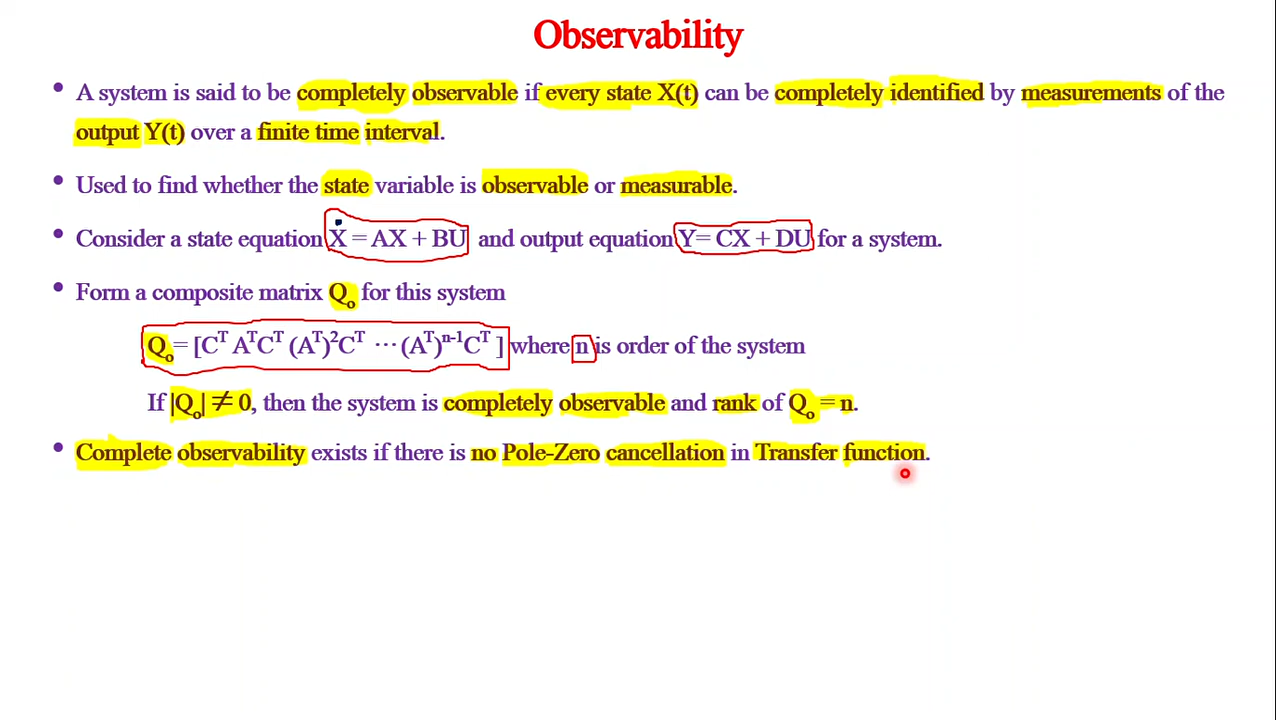 Observability
• A system is said to be completely observable if every state X(t) can be completely identified by measurements of the
output Y(t) over a finite time interval.
• Used to find whether the state variable is observable or measurable.
• Consider a state equation Ẋ = AX + BU and output equation Y= CX + DU for a system.
• Form a composite matrix Qₒ for this system
Qₒ= [Cᵀ AᵀCᵀ (Aᵀ)²Cᵀ ⋯ (Aᵀ)ⁿ⁻¹Cᵀ ] where n is order of the system
If |Qₒ| ≠ 0, then the system is completely observable and rank of Qₒ = n.
• Complete observability exists if there is no Pole-Zero cancellation in Transfer function.